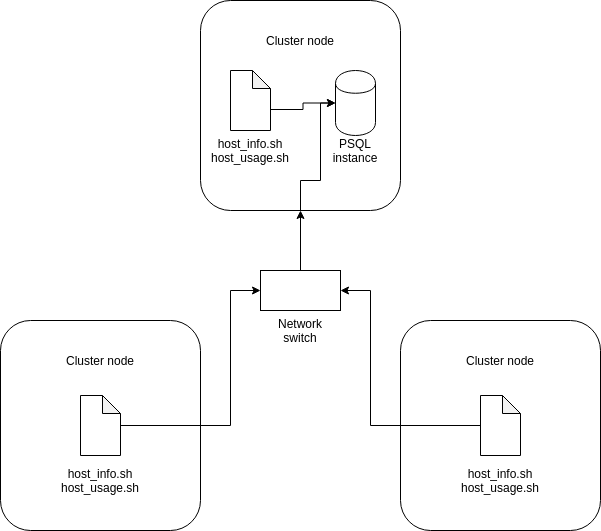 Cluster node
host_info.sh
host_usage.sh
PSQL
instance
Network
switch
Cluster node
host_info.sh
host_usage.sh
Cluster node
host_info.sh
host_usage.sh